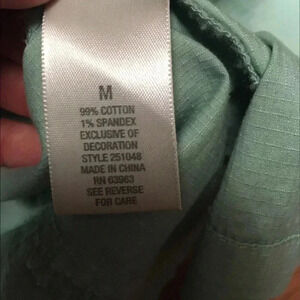 M
99% COTTON
1% SPANDEX
EXCLUSIVE OF
DECORATION
STYLE 251048
MADE IN CHINA
RN 63963
SEE REVERSE
FOR CARE